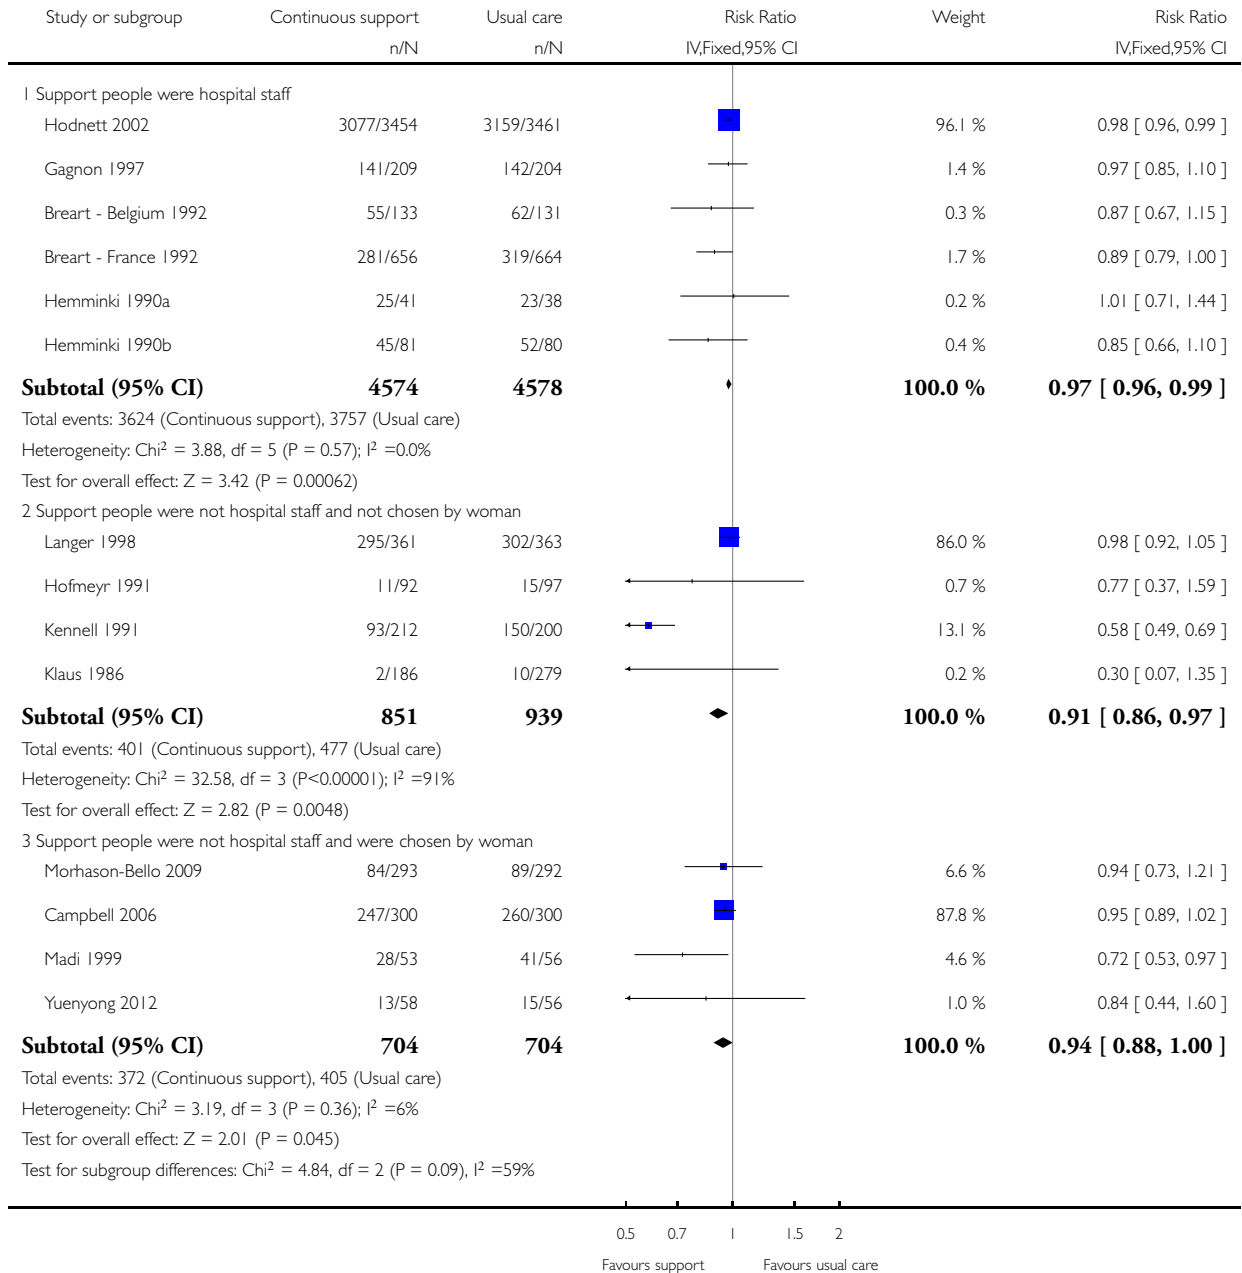 Study or subgroup Continuous support Usual care Risk Ratio Weight Risk Ratio
n/N n/N IV,Fixed,95% CI IV,Fixed,95% CI
1 Support people were hospital staff
Hodnett 2002 3077/3454 3159/3461 96.1 % 0.98 [ 0.96, 0.99 ]
Gagnon 1997 141/209 142/204 1.4 % 0.97 [ 0.85, 1.10 ]
Breart - Belgium 1992 55/133 62/131 0.3 % 0.87 [ 0.67, 1.15 ]
Breart - France 1992 281/656 319/664 1.7 % 0.89 [ 0.79, 1.00 ]
Hemminki 1990a 25/41 23/38 0.2 % 1.01 [ 0.71, 1.44 ]
Hemminki 1990b 45/81 52/80 0.4 % 0.85 [ 0.66, 1.10 ]
Subtotal (95% CI) 4574 4578 100.0 % 0.97 [ 0.96, 0.99 ]
Total events: 3624 (Continuous support), 3757 (Usual care)
Heterogeneity: Chi² = 3.88, df = 5 (P = 0.57); I² =0.0%
Test for overall effect: Z = 3.42 (P = 0.00062)
2 Support people were not hospital staff and not chosen by woman
Langer 1998 295/361 302/363 86.0 % 0.98 [ 0.92, 1.05 ]
Hofmeyr 1991 11/92 15/97 0.7 % 0.77 [ 0.37, 1.59 ]
Kennell 1991 93/212 150/200 13.1 % 0.58 [ 0.49, 0.69 ]
Klaus 1986 2/186 10/279 0.2 % 0.30 [ 0.07, 1.35 ]
Subtotal (95% CI) 851 939 100.0 % 0.91 [ 0.86, 0.97 ]
Total events: 401 (Continuous support), 477 (Usual care)
Heterogeneity: Chi² = 32.58, df = 3 (P<0.00001); I² =91%
Test for overall effect: Z = 2.82 (P = 0.0048)
3 Support people were not hospital staff and were chosen by woman
Morhason-Bello 2009 84/293 89/292 6.6 % 0.94 [ 0.73, 1.21 ]
Campbell 2006 247/300 260/300 87.8 % 0.95 [ 0.89, 1.02 ]
Madi 1999 28/53 41/56 4.6 % 0.72 [ 0.53, 0.97 ]
Yuenyong 2012 13/58 15/56 1.0 % 0.84 [ 0.44, 1.60 ]
Subtotal (95% CI) 704 704 100.0 % 0.94 [ 0.88, 1.00 ]
Total events: 372 (Continuous support), 405 (Usual care)
Heterogeneity: Chi² = 3.19, df = 3 (P = 0.36); I² =6%
Test for overall effect: Z = 2.01 (P = 0.045)
Test for subgroup differences: Chi² = 4.84, df = 2 (P = 0.09), I² =59%
0.5 0.7 1 1.5 2
Favours support Favours usual care